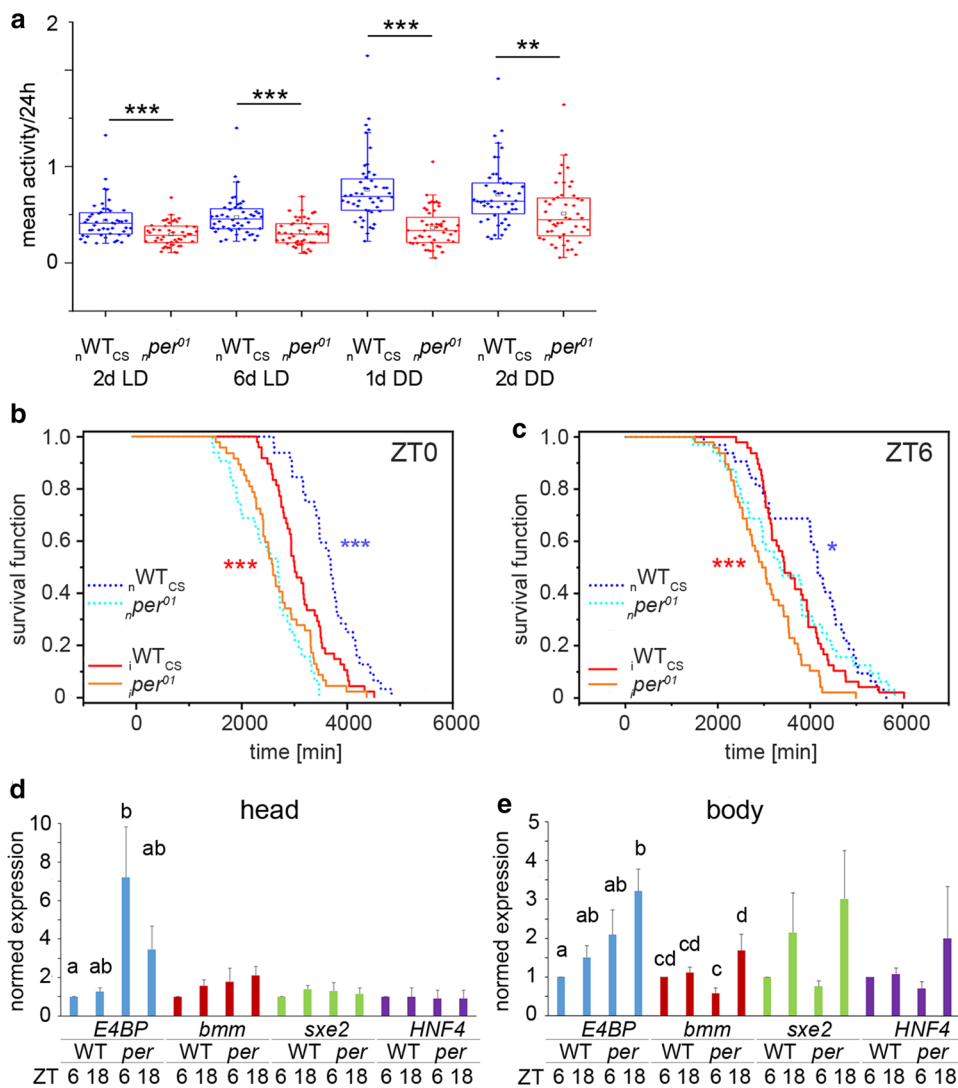 a
mean activity/24h
2
1
0
*** *** *** **
nWTCS nper01 nWTCS nper01 nWTCS nper01 nWTCS nper01
2d LD 6d LD 1d DD 2d DD
b
survival function
1.0
0.8
0.6
0.4
0.2
0
ZT0
***
***
nWTCS
nper01
iWTCS
iper01
0 2000 4000 6000
time [min]
c
survival function
1.0
0.8
0.6
0.4
0.2
0
ZT6
*
***
nWTCS
nper01
iWTCS
iper01
0 2000 4000 6000
time [min]
d
head
normed expression
10
8
6
4
2
0
a ab b ab
E4BP bmm sxe2 HNF4
WT per WT per WT per WT per
ZT 6 18 6 18 6 18 6 18 6 18 6 18 6 18 6 18
e
body
normed expression
5
4
3
2
1
0
a ab ab b cd cd c d
E4BP bmm sxe2 HNF4
WT per WT per WT per WT per
ZT 6 18 6 18 6 18 6 18 6 18 6 18 6 18 6 18